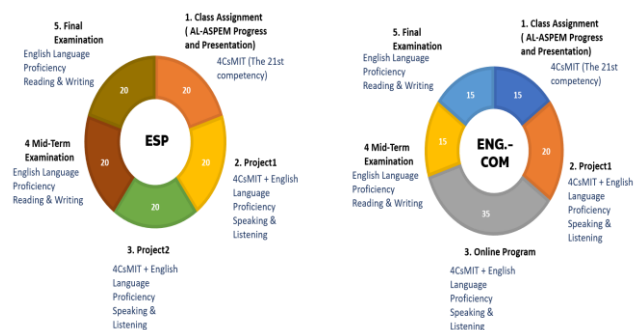 1. Class Assignment
( AL-ASPEM Progress
and Presentation)
4CsMIT (The 21st
competency)
5. Final
Examination
English Language
Proficiency
Reading & Writing
20
20
ESP
20
20
20
4 Mid-Term
Examination
English Language
Proficiency
Reading & Writing
2. Project1
4CsMIT + English
Language
Proficiency
Speaking &
Listening
3. Project2
4CsMIT + English
Language
Proficiency
Speaking &
Listening
1. Class Assignment
(AL-ASPEM Progress
and Presentation)
4CsMIT (The 21st
competency)
5. Final
Examination
English Language
Proficiency
Reading & Writing
15
15
ENG.-
COM
15
20
35
4 Mid-Term
Examination
English Language
Proficiency
Reading & Writing
2. Project1
4CsMIT + English
Language
Proficiency
Speaking &
Listening
3. Online Program
4CsMIT + English
Language
Proficiency
Speaking &
Listening